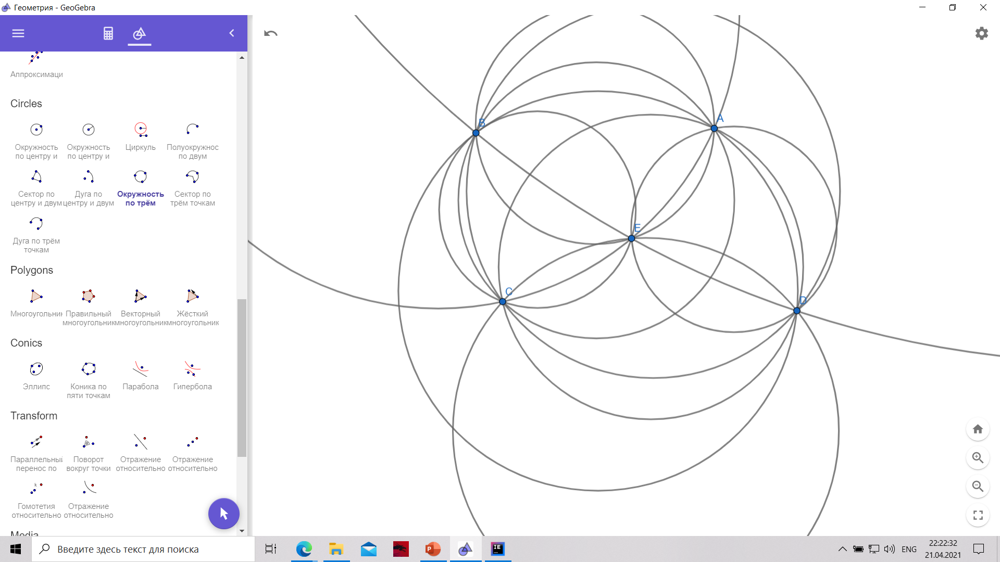 Геометрия - GeoGebra
Аппроксимаци
Circles
Окружность по центру и
Окружность по центру и
Циркуль
Полуокружнос по двум
Сектор по центру и двум
Дуга по центру и двум
Окружность по трём
Сектор по трём точкам
Дуга по трём точкам
Polygons
Многоугольни
Правильный многоугольник
Векторный многоугольник
Жёсткий многоугольник
Conics
Эллипс
Коника по пяти точкам
Парабола
Гипербола
Transform
Параллельны перенос по
Поворот вокруг точки
Отражение относительно
Отражение относительно
Гомотетия относительно
Отражение относительно
Media
B
A
E
C
D
Введите здесь текст для поиска
P
IE
ENG
22:22:32
21.04.2021